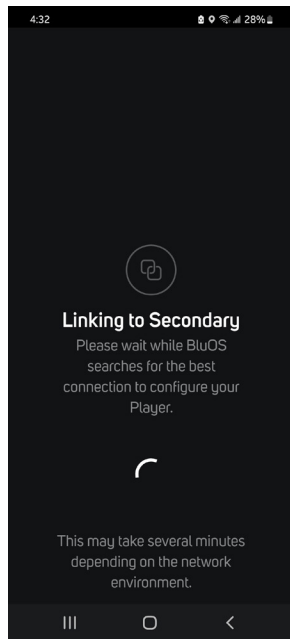 4:32 28%
Linking to Secondary
Please wait while BluOS
searches for the best
connection to configure your
Player.
This may take several minutes
depending on the network
environment.